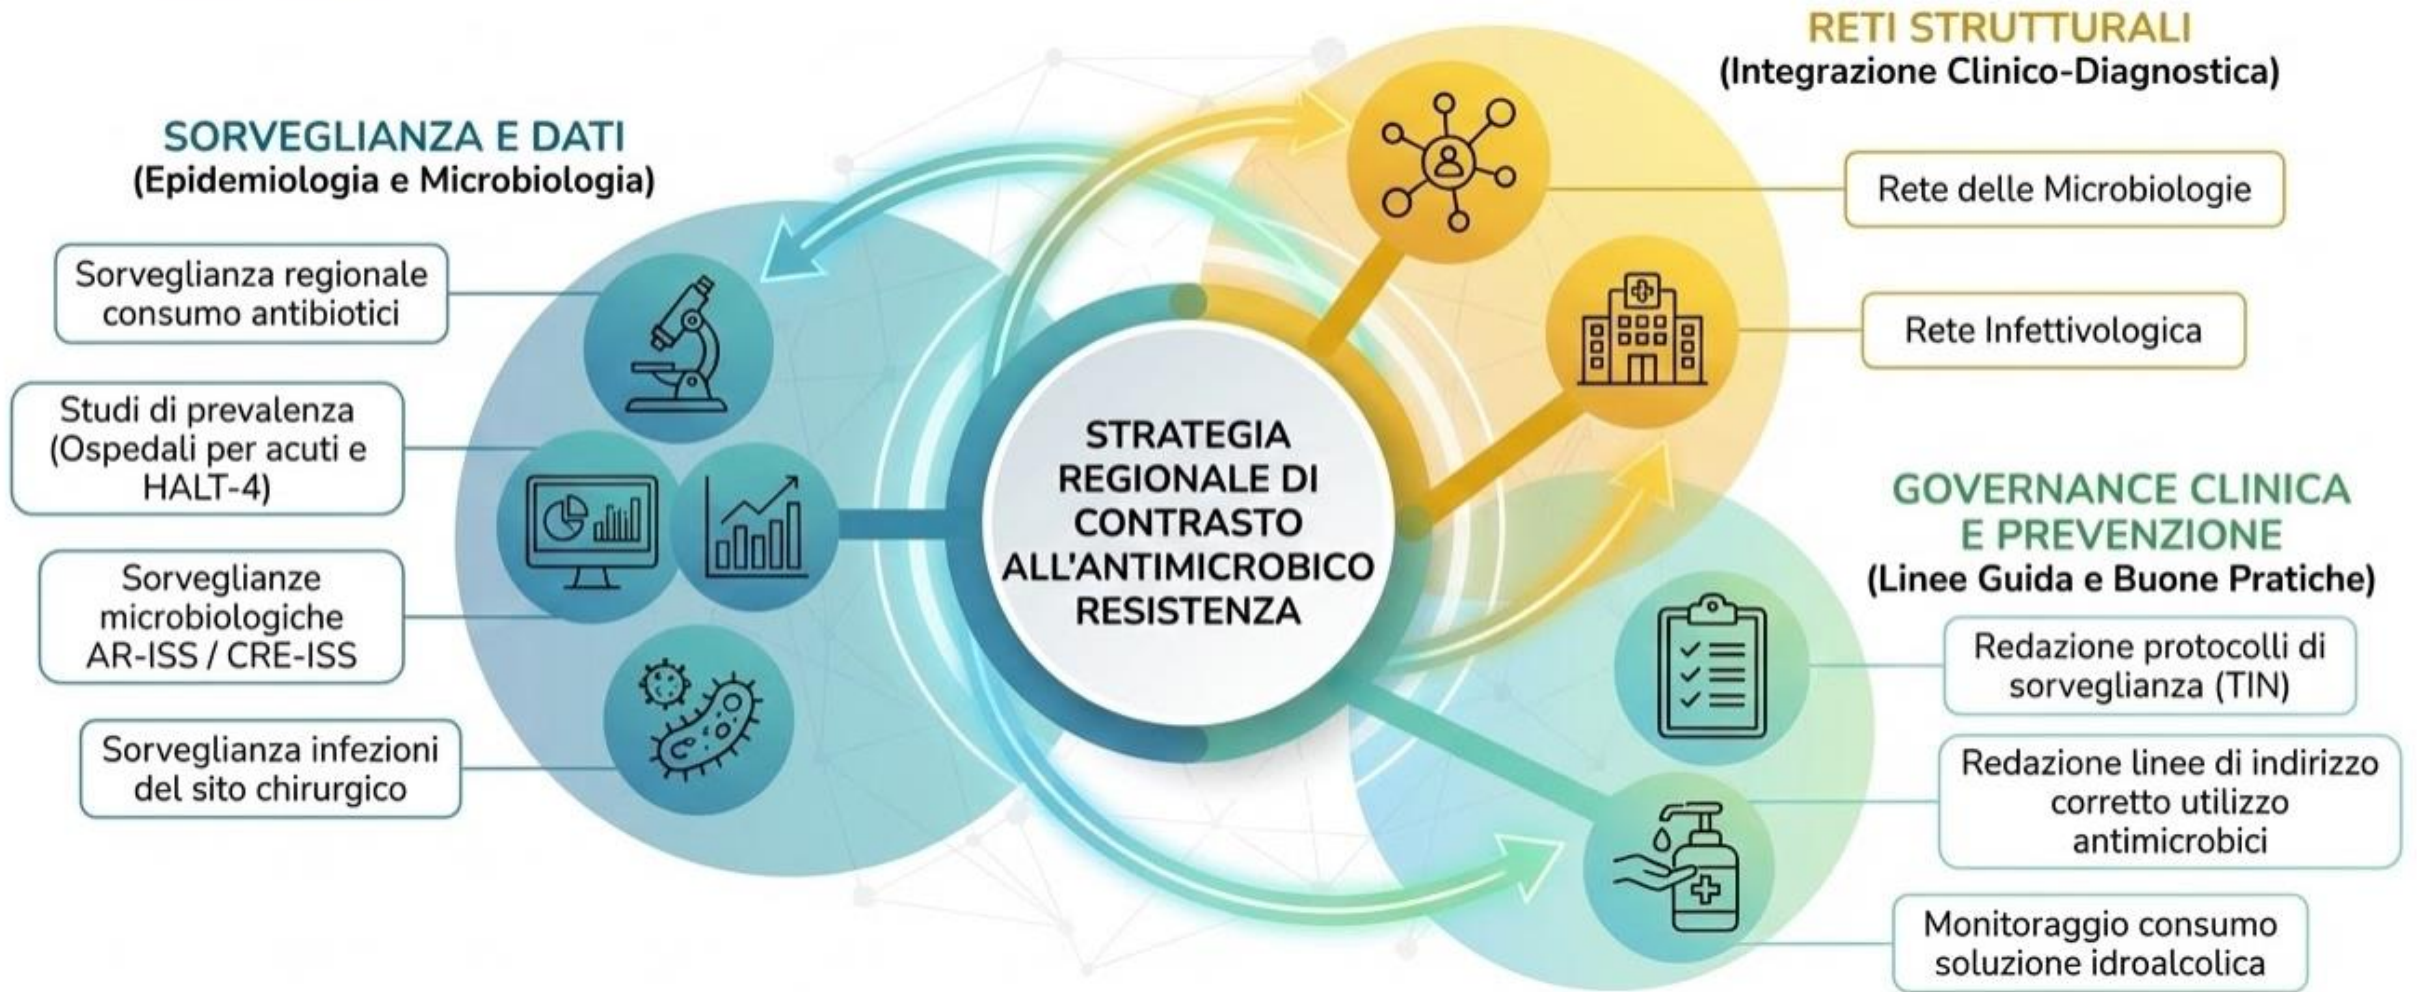 SORVEGLIANZA E DATI
(Epidemiologia e Microbiologia)
Sorveglianza regionale
consumo antibiotici
Studi di prevalenza
(Ospedali per acuti e
HALT-4)
Sorveglianze
microbiologiche
AR-ISS / CRE-ISS
Sorveglianza infezioni
del sito chirurgico
STRATEGIA
REGIONALE DI
CONTRASTO
ALL'ANTIMICROBICO
RESISTENZA
RETI STRUTTURALI
(Integrazione Clinico-Diagnostica)
Rete delle Microbiologie
Rete Infettivologica
GOVERNANCE CLINICA
E PREVENZIONE
(Linee Guida e Buone Pratiche)
Redazione protocolli di
sorveglianza (TIN)
Redazione linee di indirizzo
corretto utilizzo
antimicrobici
Monitoraggio consumo
soluzione idroalcolica